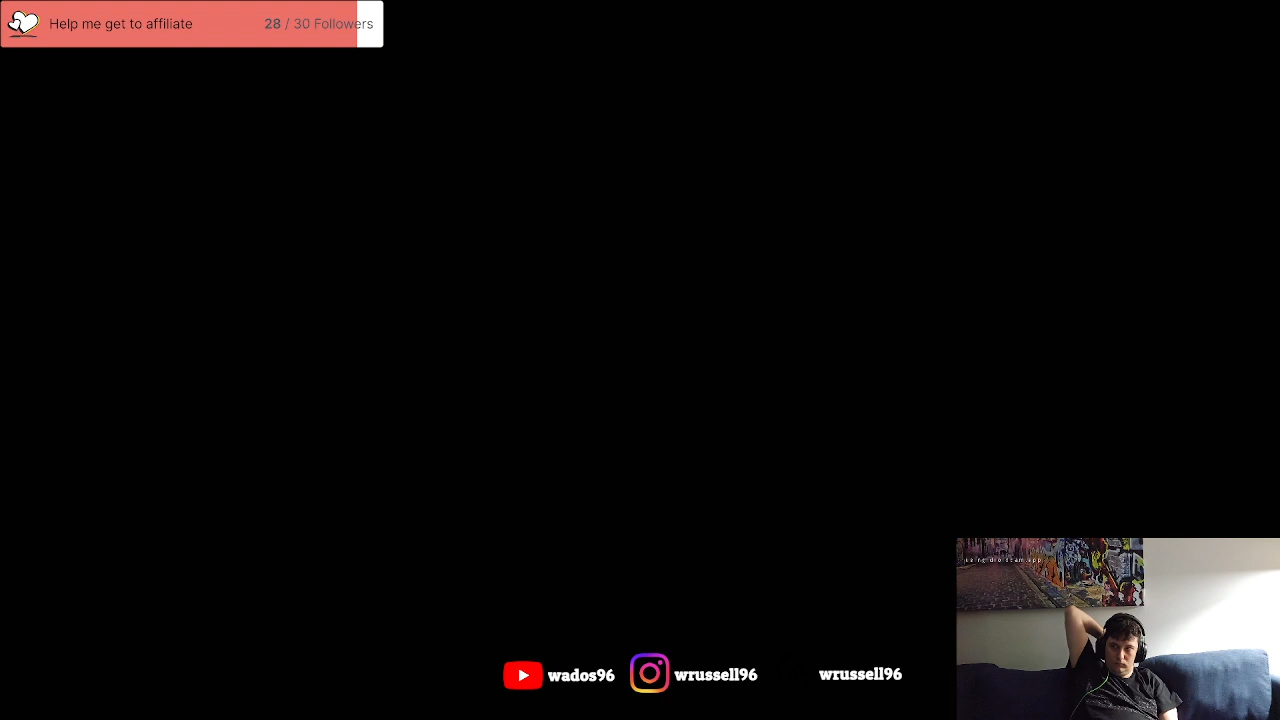 Help me get to affiliate 28 / 30 Followers
wados96 wrussell96 wrussell96